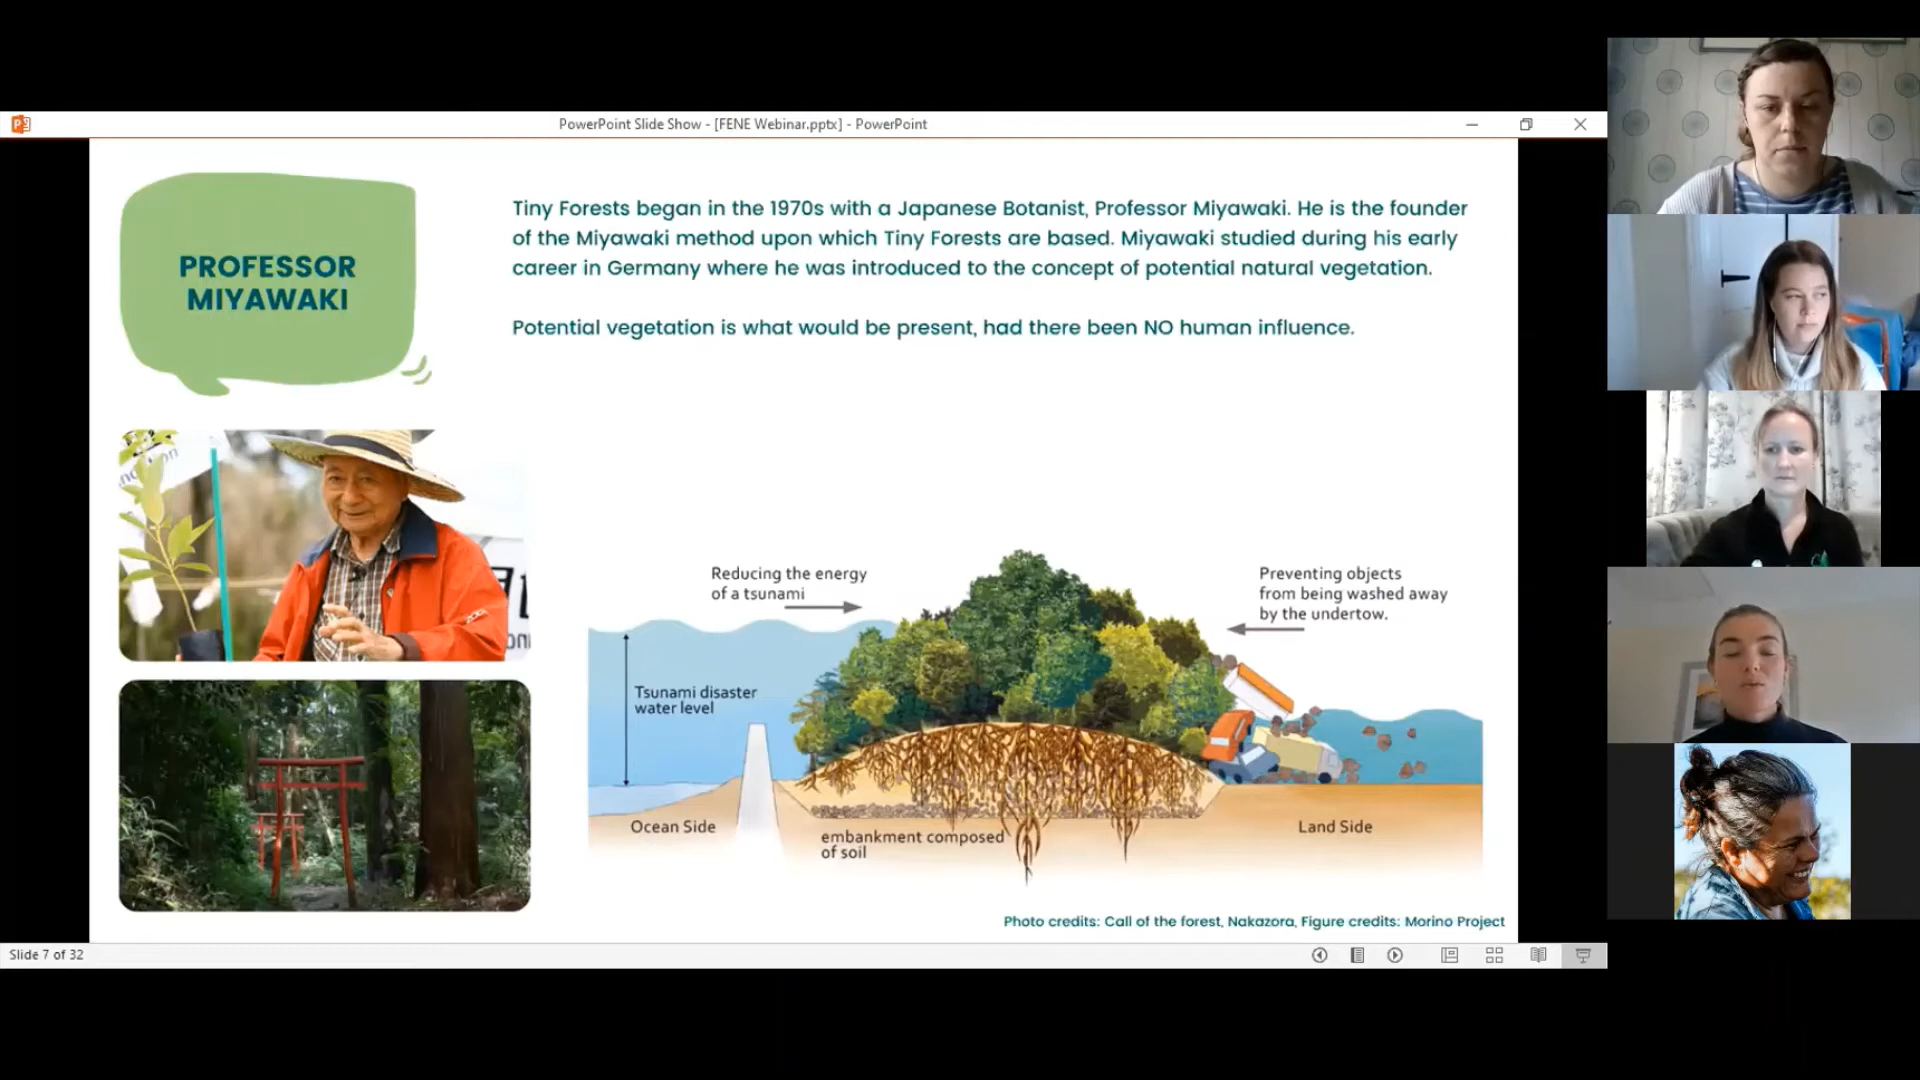 PowerPoint Slide Show - [FENE Webinar.pptx] - PowerPoint
PROFESSOR
MIYAWAKI
Tiny Forests began in the 1970s with a Japanese Botanist, Professor Miyawaki. He is the founder
of the Miyawaki method upon which Tiny Forests are based. Miyawaki studied during his early
career in Germany where he was introduced to the concept of potential natural vegetation.
Potential vegetation is what would be present, had there been NO human influence.
Reducing the energy
of a tsunami
Preventing objects
from being washed away
by the undertow.
Tsunami disaster
water level
Ocean Side
embankment composed
of soil
Land Side
Photo credits: Call of the forest, Nakazora, Figure credits: Morino Project
Slide 7 of 32